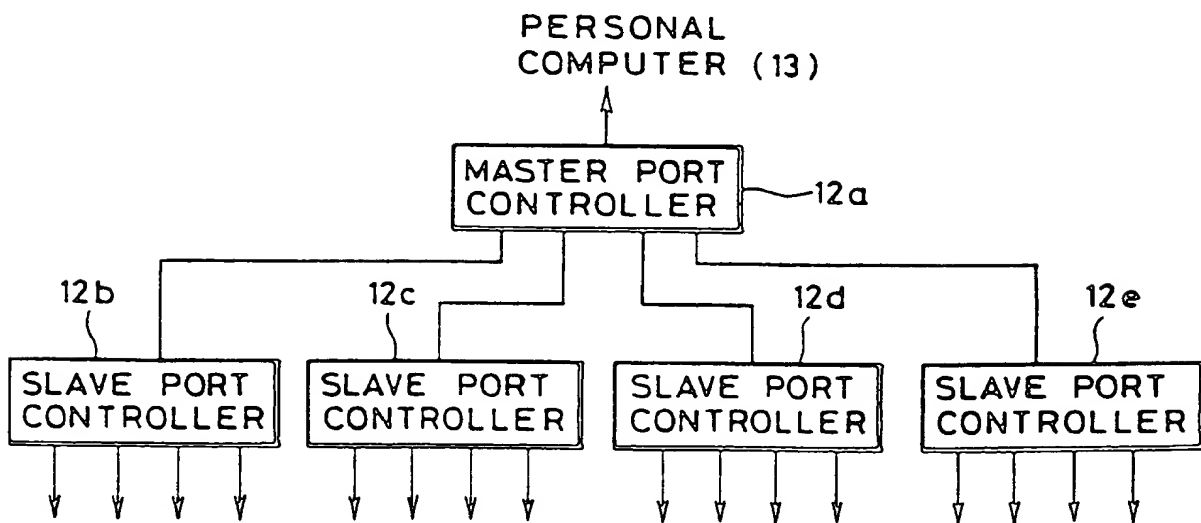 PERSONAL
COMPUTER (13)
MASTER PORT
CONTROLLER
12a
12b
12c
12d
12e
SLAVE PORT
CONTROLLER
SLAVE PORT
CONTROLLER
SLAVE PORT
CONTROLLER
SLAVE PORT
CONTROLLER